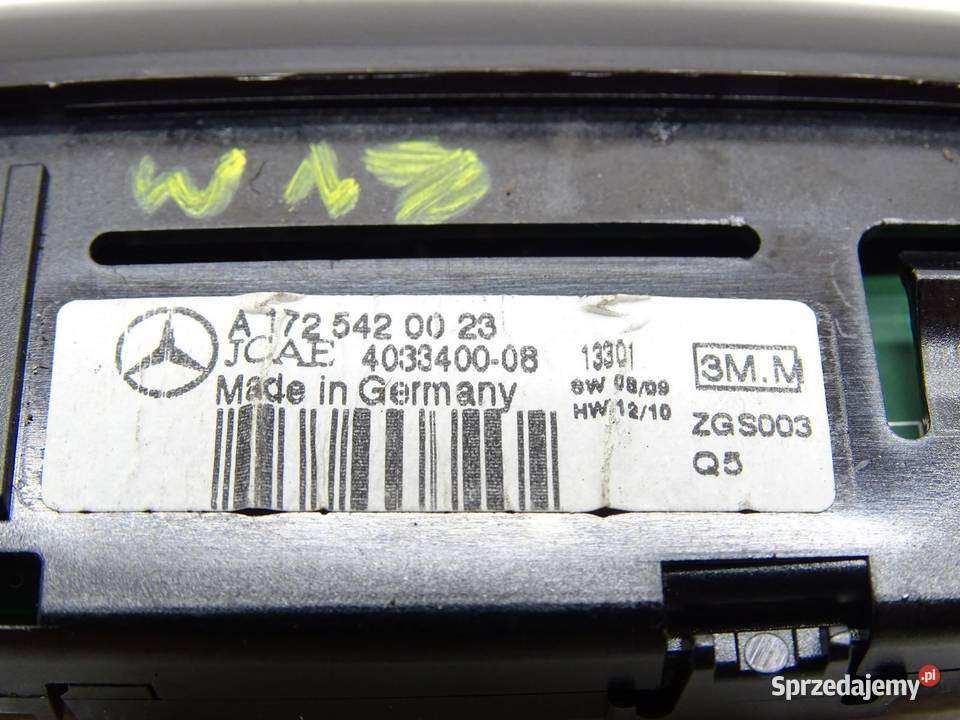 A 172 542 00 23
JCAE 4033400-08
Made in Germany
13301
SW 08/09
HW 12/10
3M.M
ZGS003
Q5
Sprzedajemy.pl